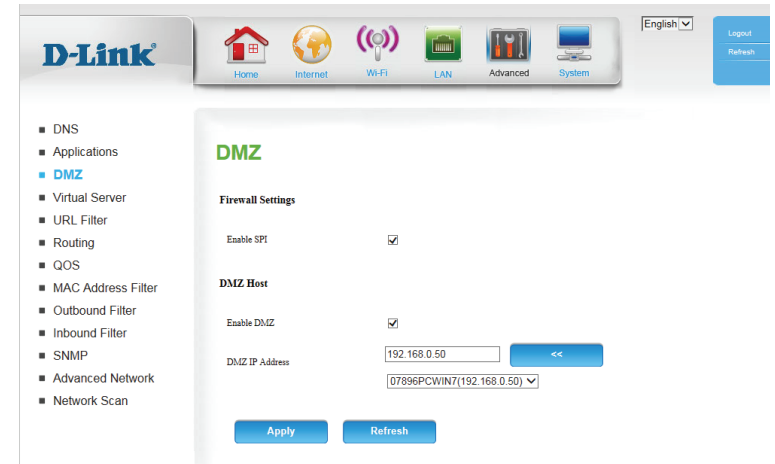 English
Logout
Refresh
D-Link
Home Internet Wi-Fi LAN Advanced System
DNS
Applications
DMZ
Virtual Server
URL Filter
Routing
QOS
MAC Address Filter
Outbound Filter
Inbound Filter
SNMP
Advanced Network
Network Scan
DMZ
Firewall Settings
Enable SPI
DMZ Host
Enable DMZ
DMZ IP Address 192.168.0.50 <<
07896PCWIN7(192.168.0.50)
Apply Refresh